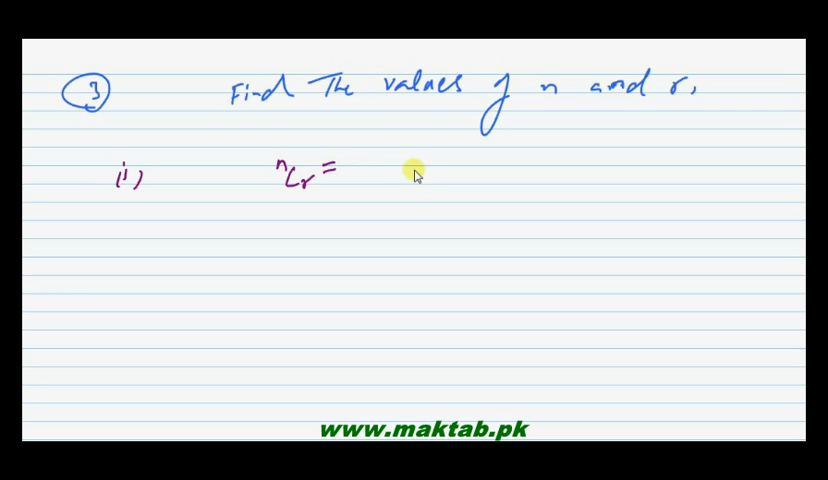 3 Find The values of n and r,
(i) ⁿCᵣ =
www.maktab.pk